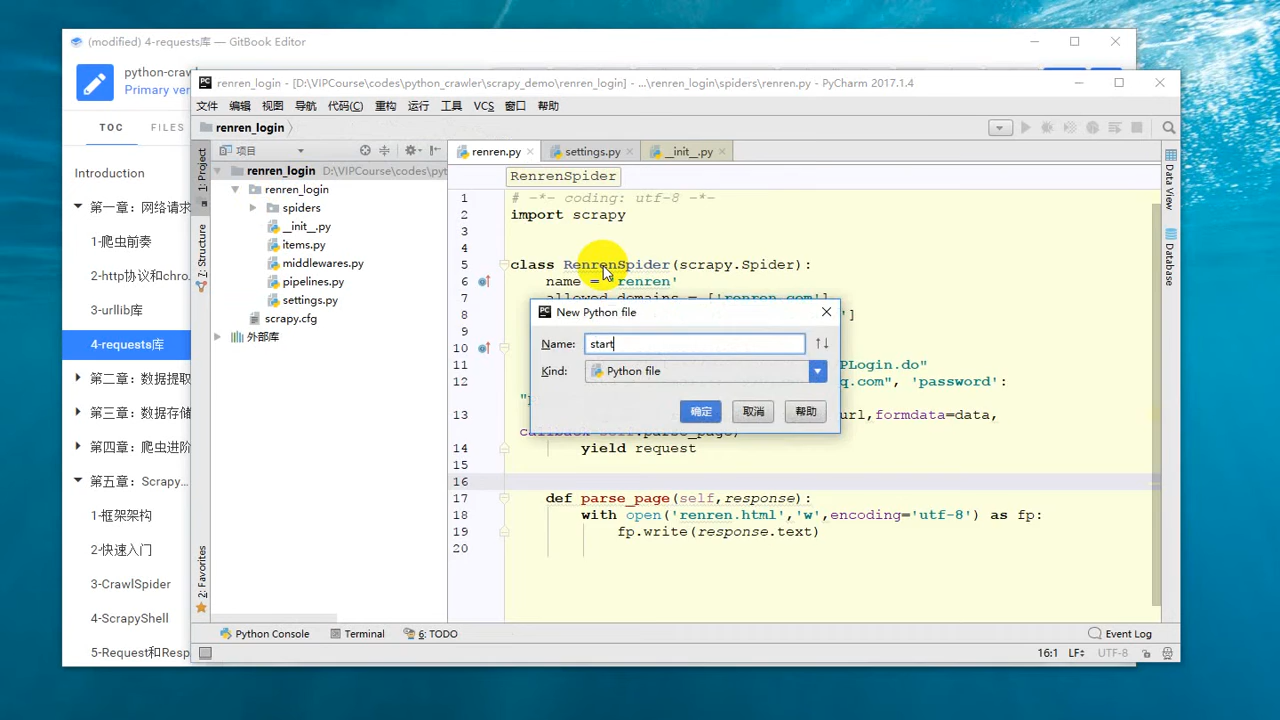 (modified) 4-requests库 — GitBook Editor
Primary ver
TOC FILES
Introduction
第一章：网络请求
1-爬虫前奏
2-http协议和chro..
3-urllib库
4-requests库
第二章：数据提取
第三章：数据存储
第四章：爬虫进阶
第五章：Scrapy...
1-框架架构
2-快速入门
3-CrawlSpider
4-ScrapyShell
5-Request和Resp
renren_login - [D:\VIPCourse\codes\python_crawler\scrapy_demo\renren_login] - ...\renren_login\spiders\renren.py - PyCharm 2017.1.4
文件 编辑 视图 导航 代码(C) 重构 运行 工具 VCS 窗口 帮助
renren_login
项目
renren.py settings.py __init__.py
1: Project
7: Structure
2: Favorites
renren_login D:\VIPCourse\codes\pyt
renren_login
spiders
__init__.py
items.py
middlewares.py
pipelines.py
settings.py
scrapy.cfg
外部库
RenrenSpider
1 # -*- coding: utf-8 -*-
2 import scrapy
3
4
5 class RenrenSpider(scrapy.Spider):
6 name = 'renren'
7 allowed_domains = ['renren.com']
8 ']
9
10
11 PLogin.do"
12 q.com", 'password':
13 url,formdata=data,
14 yield request
15
16
17 def parse_page(self,response):
18 with open('renren.html','w',encoding='utf-8') as fp:
19 fp.write(response.text)
20
New Python file
Name: start
Kind: Python file
确定 取消 帮助
Data View
Database
Python Console Terminal 6: TODO Event Log
16:1 LF UTF-8